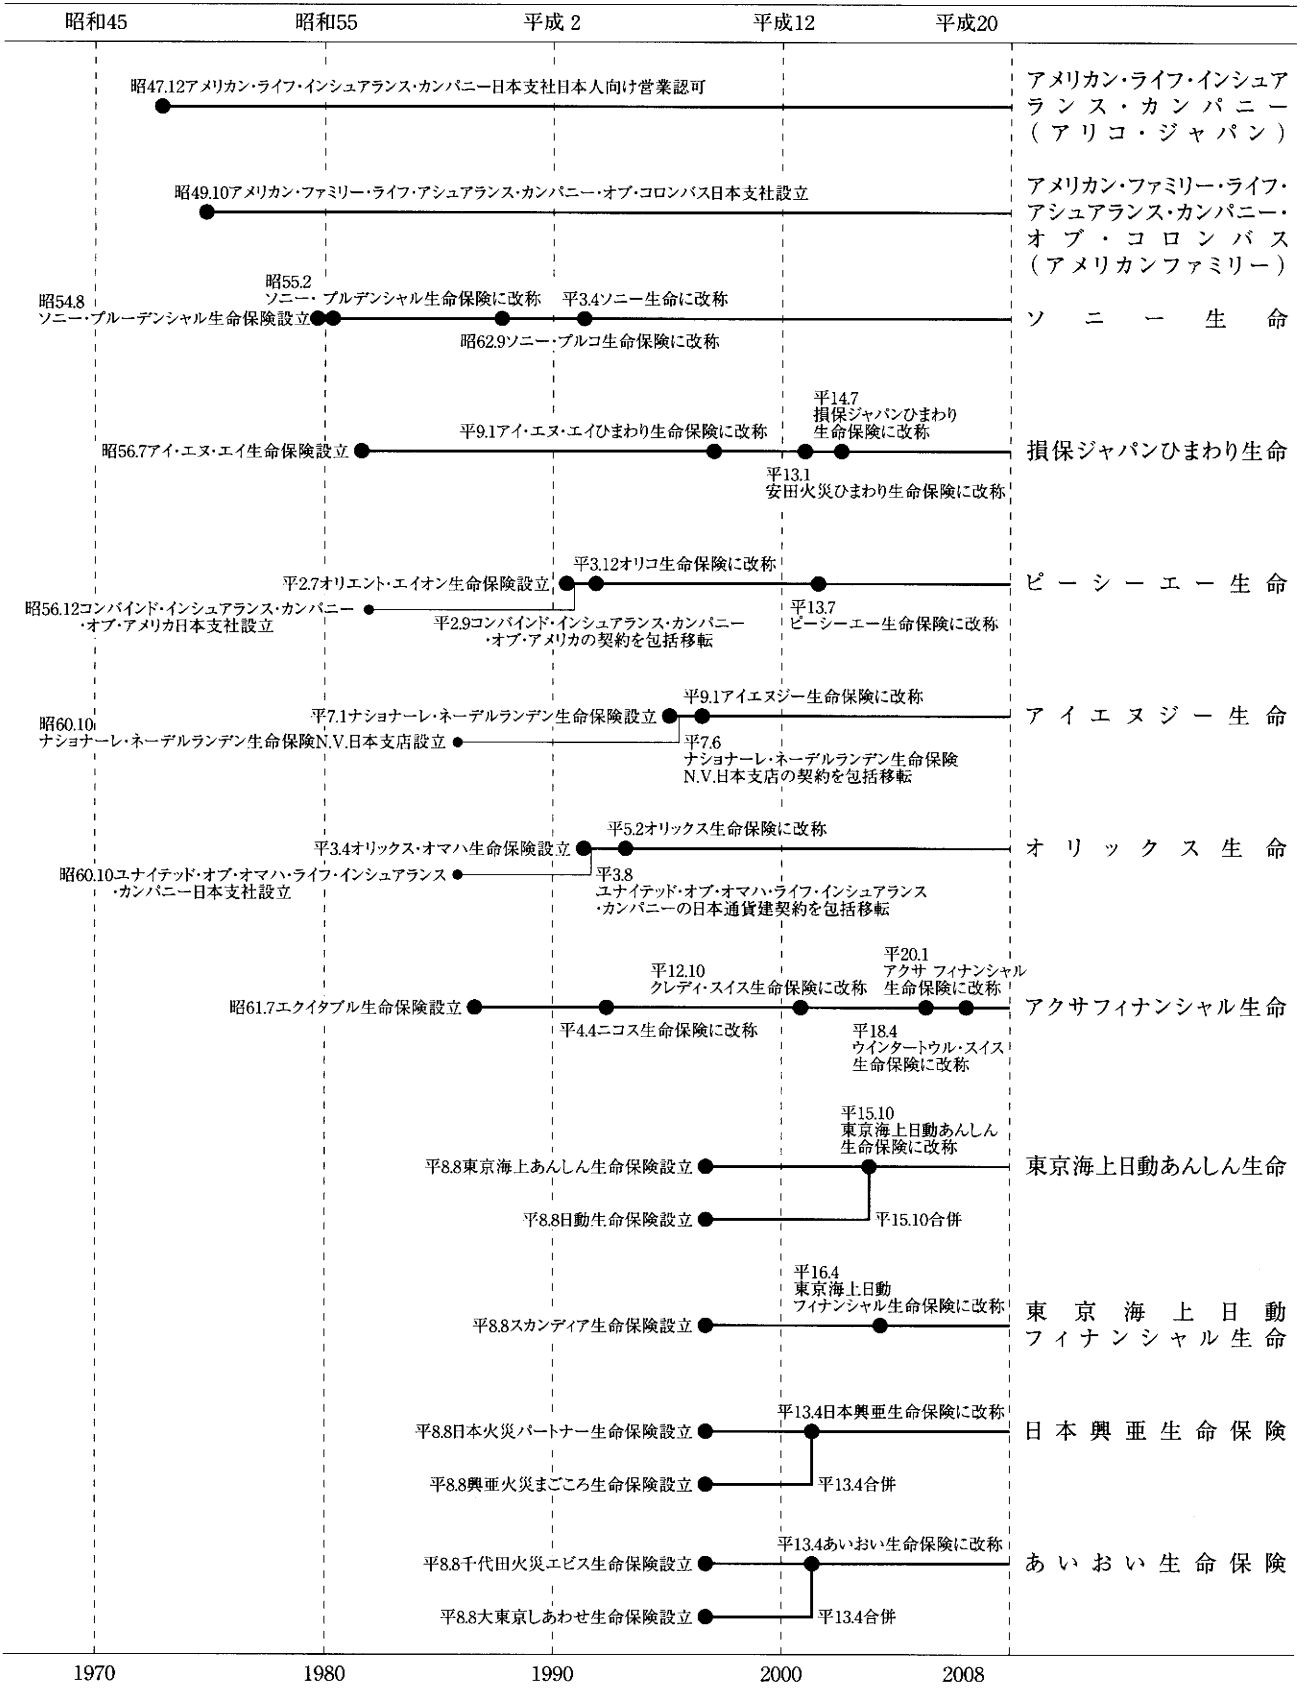 昭和45 昭和55 平成2 平成12 平成20
昭47.12アメリカン・ライフ・インシュアランス・カンパニー日本支社日本人向け営業認可
アメリカン・ライフ・インシュア
ランス・カンパニー
(アリコ・ジャパン)
昭49.10アメリカン・ファミリー・ライフ・アシュアランス・カンパニー・オブ・コロンバス日本支社設立
アメリカン・ファミリー・ライフ・
アシュアランス・カンパニー・
オブ・コロンバス
(アメリカンファミリー)
昭54.8
ソニー・プルーデンシャル生命保険設立
昭55.2
ソニー・プルデンシャル生命保険に改称
平3.4ソニー生命に改称
昭62.9ソニー・プルコ生命保険に改称
ソニー生命
昭56.7アイ・エヌ・エイ生命保険設立
平9.1アイ・エヌ・エイひまわり生命保険に改称
平14.7
損保ジャパンひまわり
生命保険に改称
平13.1
安田火災ひまわり生命保険に改称
損保ジャパンひまわり生命
平3.12オリコ生命保険に改称
平2.7オリエント・エイオン生命保険設立
昭56.12コンバインド・インシュアランス・カンパニー
・オブ・アメリカ日本支社設立
平2.9コンバインド・インシュアランス・カンパニー
・オブ・アメリカの契約を包括移転
平13.7
ピーシーエー生命保険に改称
ピーシーエー生命
平9.1アイエヌジー生命保険に改称
平7.1ナショナーレ・ネーデルランデン生命保険設立
昭60.10
ナショナーレ・ネーデルランデン生命保険N.V.日本支店設立
平7.6
ナショナーレ・ネーデルランデン生命保険
N.V.日本支店の契約を包括移転
アイエヌジー生命
平5.2オリックス生命保険に改称
平3.4オリックス・オマハ生命保険設立
昭60.10ユナイテッド・オブ・オマハ・ライフ・インシュアランス
・カンパニー日本支社設立
平3.8
ユナイテッド・オブ・オマハ・ライフ・インシュアランス
・カンパニーの日本通貨建契約を包括移転
オリックス生命
平12.10
クレディ・スイス生命保険に改称
平20.1
アクサ フィナンシャル
生命保険に改称
昭61.7エクイタブル生命保険設立
平4.4ニコス生命保険に改称
平18.4
ウインタートウル・スイス
生命保険に改称
アクサフィナンシャル生命
平15.10
東京海上日動あんしん
生命保険に改称
平8.8東京海上あんしん生命保険設立
東京海上日動あんしん生命
平8.8日動生命保険設立
平15.10合併
平16.4
東京海上日動
フィナンシャル生命保険に改称
平8.8スカンディア生命保険設立
東京海上日動
フィナンシャル生命
平13.4日本興亜生命保険に改称
平8.8日本火災パートナー生命保険設立
日本興亜生命保険
平8.8興亜火災まごころ生命保険設立
平13.4合併
平13.4あいおい生命保険に改称
平8.8千代田火災エビス生命保険設立
あいおい生命保険
平8.8大東京しあわせ生命保険設立
平13.4合併
1970 1980 1990 2000 2008